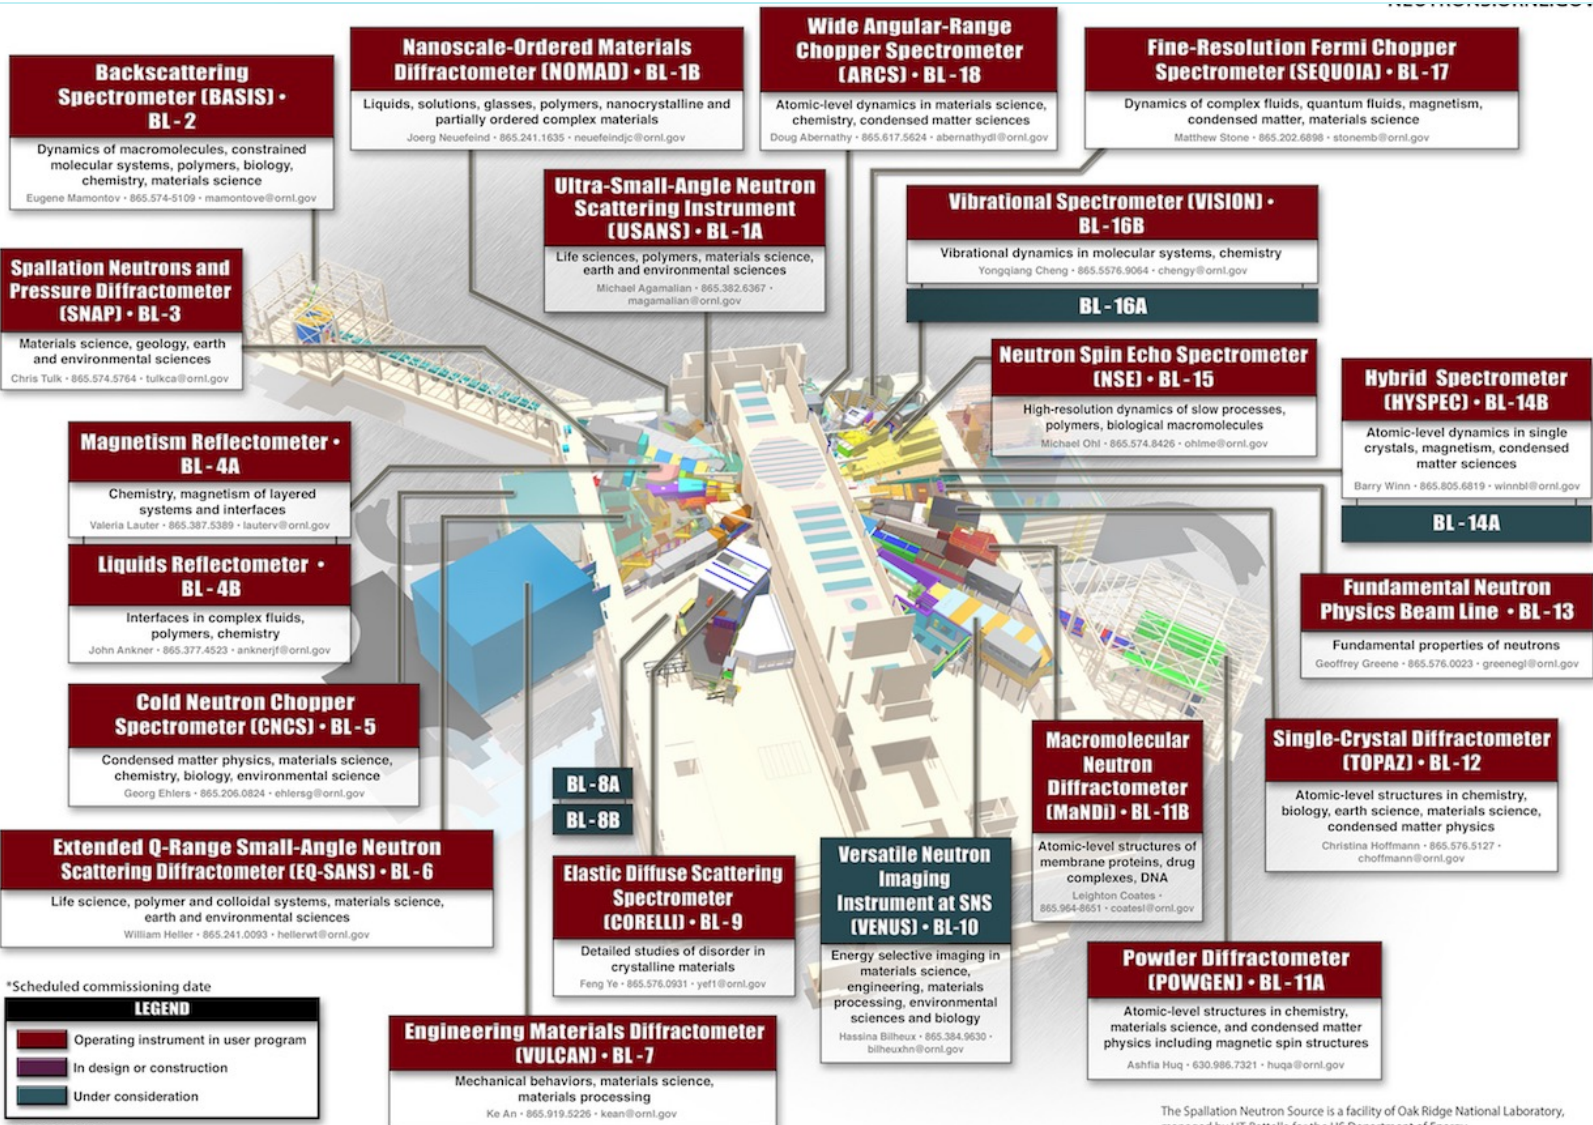 Backscattering
Spectrometer (BASIS) •
BL - 2
Dynamics of macromolecules, constrained
molecular systems, polymers, biology,
chemistry, materials science
Eugene Mamontov • 865.574-5109 • mamontove@ornl.gov
Nanoscale-Ordered Materials
Diffractometer (NOMAD) • BL - 1B
Liquids, solutions, glasses, polymers, nanocrystalline and
partially ordered complex materials
Joerg Neuefeind • 865.241.1635 • neuefeindjc@ornl.gov
Wide Angular-Range
Chopper Spectrometer
(ARCS) • BL - 18
Atomic-level dynamics in materials science,
chemistry, condensed matter sciences
Doug Abernathy • 865.617.5624 • abernathydl@ornl.gov
Fine-Resolution Fermi Chopper
Spectrometer (SEQUOIA) • BL - 17
Dynamics of complex fluids, quantum fluids, magnetism,
condensed matter, materials science
Matthew Stone • 865.202.6898 • stonemb@ornl.gov
Ultra-Small-Angle Neutron
Scattering Instrument
(USANS) • BL - 1A
Life sciences, polymers, materials science,
earth and environmental sciences
Michael Agamalian • 865.382.6367 •
magamalian@ornl.gov
Vibrational Spectrometer (VISION) •
BL - 16B
Vibrational dynamics in molecular systems, chemistry
Yongqiang Cheng • 865.5576.9064 • chengy@ornl.gov
BL - 16A
Spallation Neutrons and
Pressure Diffractometer
(SNAP) • BL - 3
Materials science, geology, earth
and environmental sciences
Chris Tulk • 865.574.5764 • tulkca@ornl.gov
Neutron Spin Echo Spectrometer
(NSE) • BL - 15
High-resolution dynamics of slow processes,
polymers, biological macromolecules
Michael Ohl • 865.574.8426 • ohlme@ornl.gov
Hybrid Spectrometer
(HYSPEC) • BL - 14B
Atomic-level dynamics in single
crystals, magnetism, condensed
matter sciences
Barry Winn • 865.805.6819 • winnbl@ornl.gov
BL - 14A
Magnetism Reflectometer •
BL - 4A
Chemistry, magnetism of layered
systems and interfaces
Valeria Lauter • 865.387.5389 • lauterv@ornl.gov
Liquids Reflectometer •
BL - 4B
Interfaces in complex fluids,
polymers, chemistry
John Ankner • 865.377.4523 • anknerjf@ornl.gov
Fundamental Neutron
Physics Beam Line • BL - 13
Fundamental properties of neutrons
Geoffrey Greene • 865.576.0023 • greenegl@ornl.gov
Cold Neutron Chopper
Spectrometer (CNCS) • BL - 5
Condensed matter physics, materials science,
chemistry, biology, environmental science
Georg Ehlers • 865.206.0824 • ehlersg@ornl.gov
Single-Crystal Diffractometer
(TOPAZ) • BL - 12
Atomic-level structures in chemistry,
biology, earth science, materials science,
condensed matter physics
Christina Hoffmann • 865.576.5127 •
choffmann@ornl.gov
Macromolecular
Neutron
Diffractometer
(MaNDi) • BL - 11B
Atomic-level structures of
membrane proteins, drug
complexes, DNA
Leighton Coates •
865.964-8651 • coatesl@ornl.gov
BL - 8A
BL - 8B
Extended Q-Range Small-Angle Neutron
Scattering Diffractometer (EQ-SANS) • BL - 6
Life science, polymer and colloidal systems, materials science,
earth and environmental sciences
William Heller • 865.241.0093 • hellerwt@ornl.gov
Elastic Diffuse Scattering
Spectrometer
(CORELLI) • BL - 9
Detailed studies of disorder in
crystalline materials
Feng Ye • 865.576.0931 • yef1@ornl.gov
Versatile Neutron
Imaging
Instrument at SNS
(VENUS) • BL-10
Energy selective imaging in
materials science,
engineering, materials
processing, environmental
sciences and biology
Hassina Bilheux • 865.384.9630 •
bilheuxhn@ornl.gov
Powder Diffractometer
(POWGEN) • BL - 11A
Atomic-level structures in chemistry,
materials science, and condensed matter
physics including magnetic spin structures
Ashfia Huq • 630.986.7321 • huqa@ornl.gov
Engineering Materials Diffractometer
(VULCAN) • BL - 7
Mechanical behaviors, materials science,
materials processing
Ke An • 865.919.5226 • kean@ornl.gov
*Scheduled commissioning date
LEGEND
Operating instrument in user program
In design or construction
Under consideration
The Spallation Neutron Source is a facility of Oak Ridge National Laboratory,